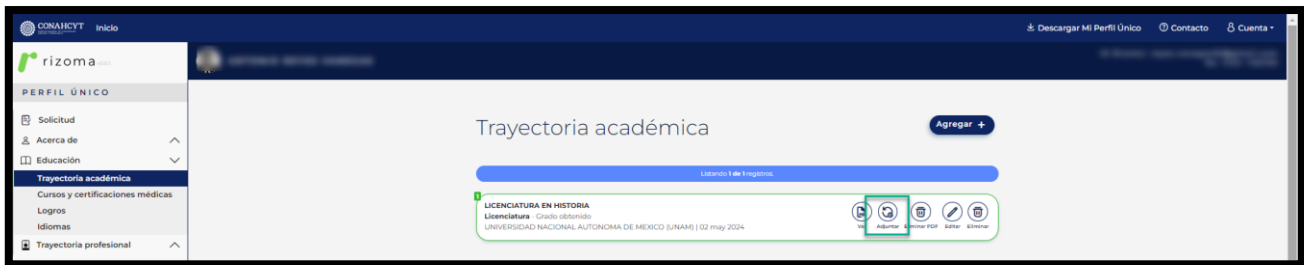 CONAHCYT Inicio Descargar Mi Perfil Único Contacto Cuenta
rizoma
PERFIL ÚNICO
Solicitud
Acerca de
Educación
Trayectoria académica
Cursos y certificaciones médicas
Logros
Idiomas
Trayectoria profesional
Trayectoria académica
Agregar +
Listando 1 de 1 registros.
1
LICENCIATURA EN HISTORIA
Licenciatura - Grado obtenido
UNIVERSIDAD NACIONAL AUTONOMA DE MEXICO (UNAM) | 02 may 2024
Adjuntar PDF Editar Eliminar